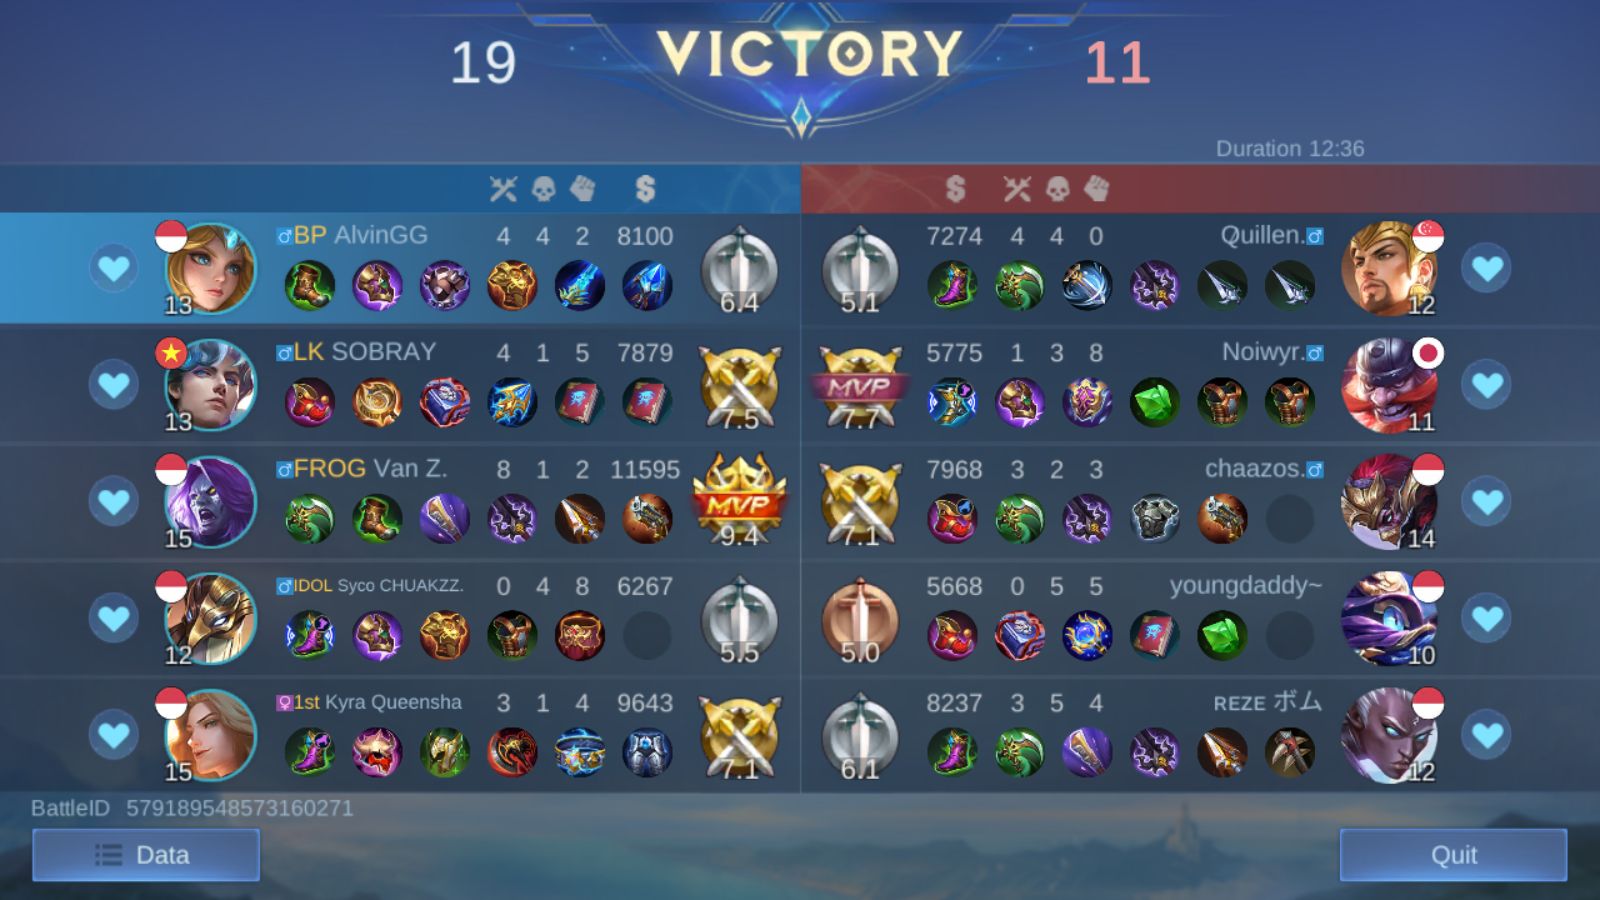 19 VICTORY 11
Duration 12:36
BP AlvinGG 4 4 2 8100
13 6.4
7274 4 4 0 Quillen.
5.1 12
LK SOBRAY 4 1 5 7879
13 7.5
5775 1 3 8 Noiwyr.
MVP
7.7 11
FROG Van Z. 8 1 2 11595
MVP
15 9.4
7968 3 2 3 chaazos.
7.1 14
IDOL Syco CHUAKZZ. 0 4 8 6267
12 5.5
5668 0 5 5 youngdaddy~
5.0 10
1st Kyra Queensha 3 1 4 9643
15 7.1
8237 3 5 4 ʀᴇᴢᴇ ボム
6.1 12
BattleID 579189548573160271
Data
Quit